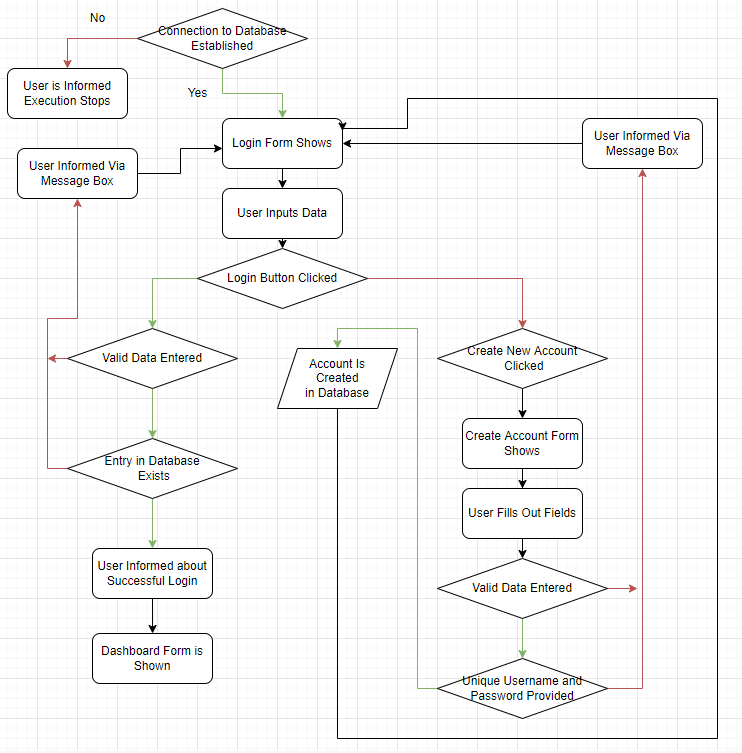 No
Connection to Database
Established
User is Informed
Execution Stops
Yes
Login Form Shows
User Informed Via
Message Box
User Informed Via
Message Box
User Inputs Data
Login Button Clicked
Valid Data Entered
Account Is
Created
in Database
Create New Account
Clicked
Entry in Database
Exists
Create Account Form
Shows
User Fills Out Fields
User Informed about
Successful Login
Valid Data Entered
Dashboard Form is
Shown
Unique Username and
Password Provided